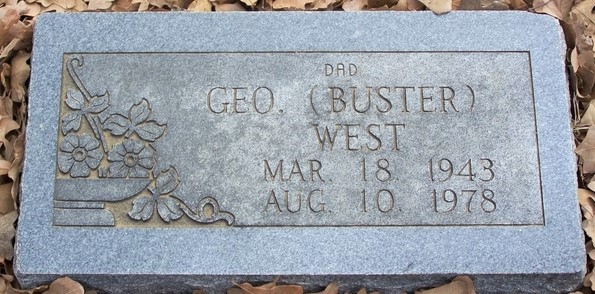 DAD
GEO. (BUSTER)
WEST
MAR. 18. 1943
AUG. 10. 1978